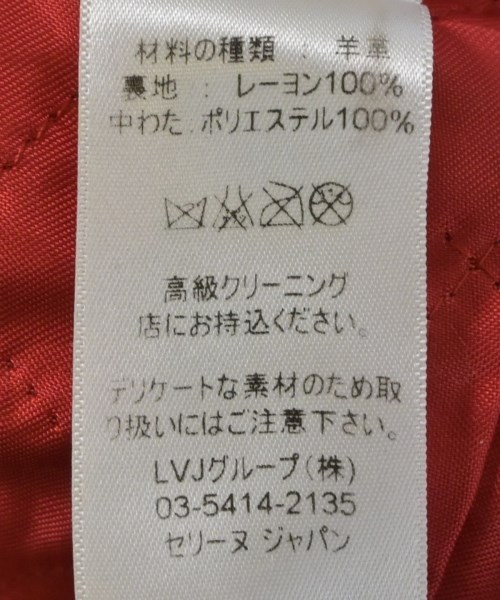 材料の種類 : 羊革
裏地 : レーヨン100%
中わた ポリエステル100%
高級クリーニング
店にお持込ください。
デリケートな素材のため取
り扱いにはご注意下さい。
LVJグループ(株)
03-5414-2135
セリーヌ ジャパン